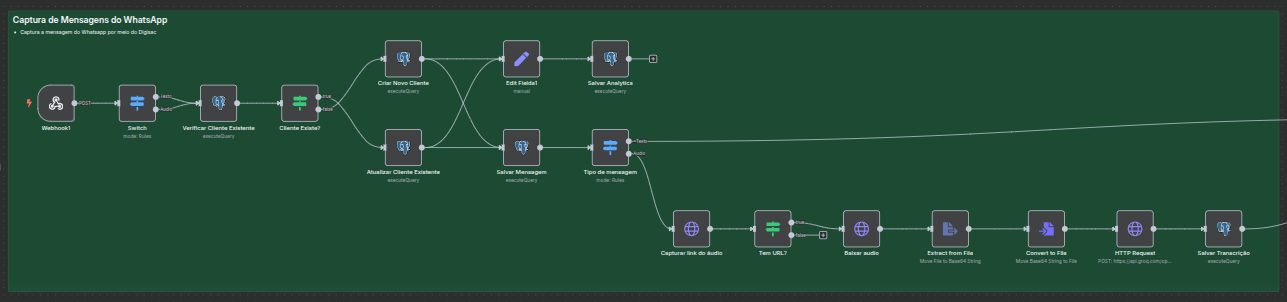 Captura de Mensagens do WhatsApp
• Captura a mensagem do Whatsapp por meio do Digisac
Criar Novo Cliente
executeQuery
Edit Fields1
manual
Salvar Analytics
executeQuery
POST
Texto
Audio
true
false
Webhook1
Switch
mode: Rules
Verificar Cliente Existente
executeQuery
Cliente Existe?
Texto
Audio
Atualizar Cliente Existente
executeQuery
Salvar Mensagem
executeQuery
Tipo de mensagem
mode: Rules
true
false
Capturar link do áudio
Tem URL?
Baixar audio
Extract from File
Move File to Base64 String
Convert to File
Move Base64 String to File
HTTP Request
POST: https://api.groq.com/op...
Salvar Transcrição
executeQuery